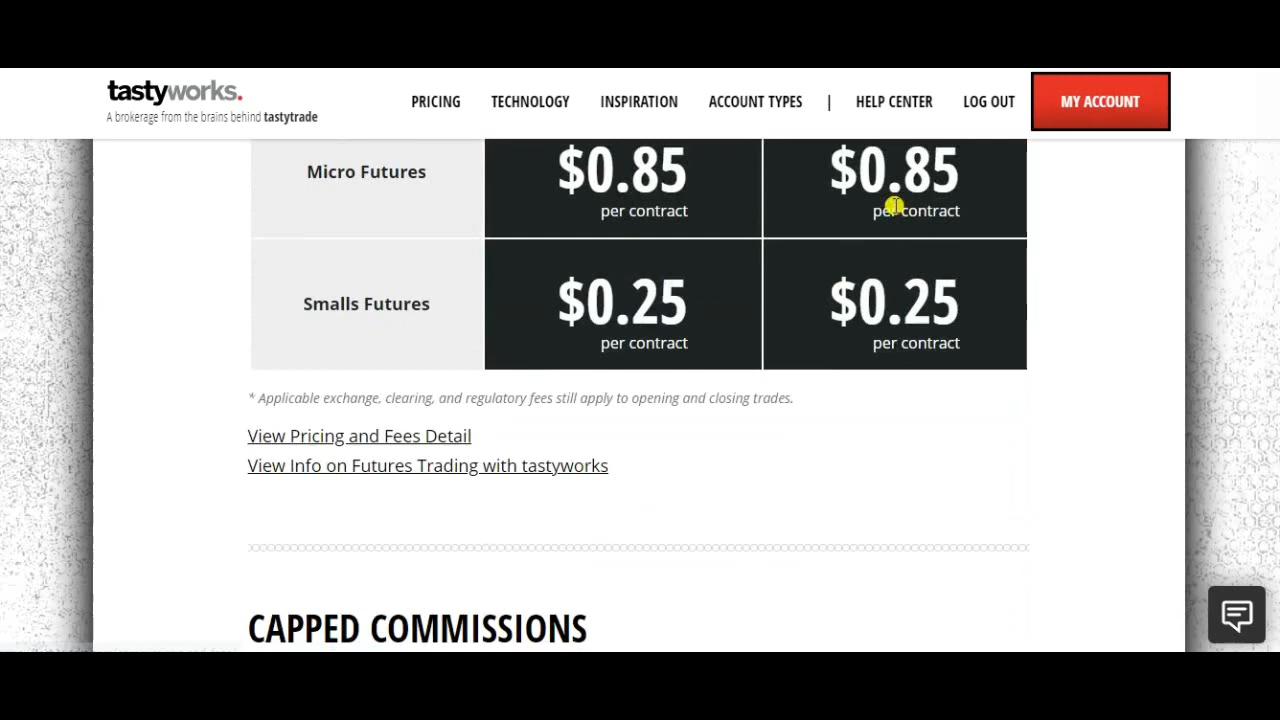 tastyworks.
A brokerage from the brains behind tastytrade
PRICING TECHNOLOGY INSPIRATION ACCOUNT TYPES | HELP CENTER LOG OUT MY ACCOUNT
Micro Futures $0.85 $0.85
per contract per contract
Smalls Futures $0.25 $0.25
per contract per contract
* Applicable exchange, clearing, and regulatory fees still apply to opening and closing trades.
View Pricing and Fees Detail
View Info on Futures Trading with tastyworks
CAPPED COMMISSIONS